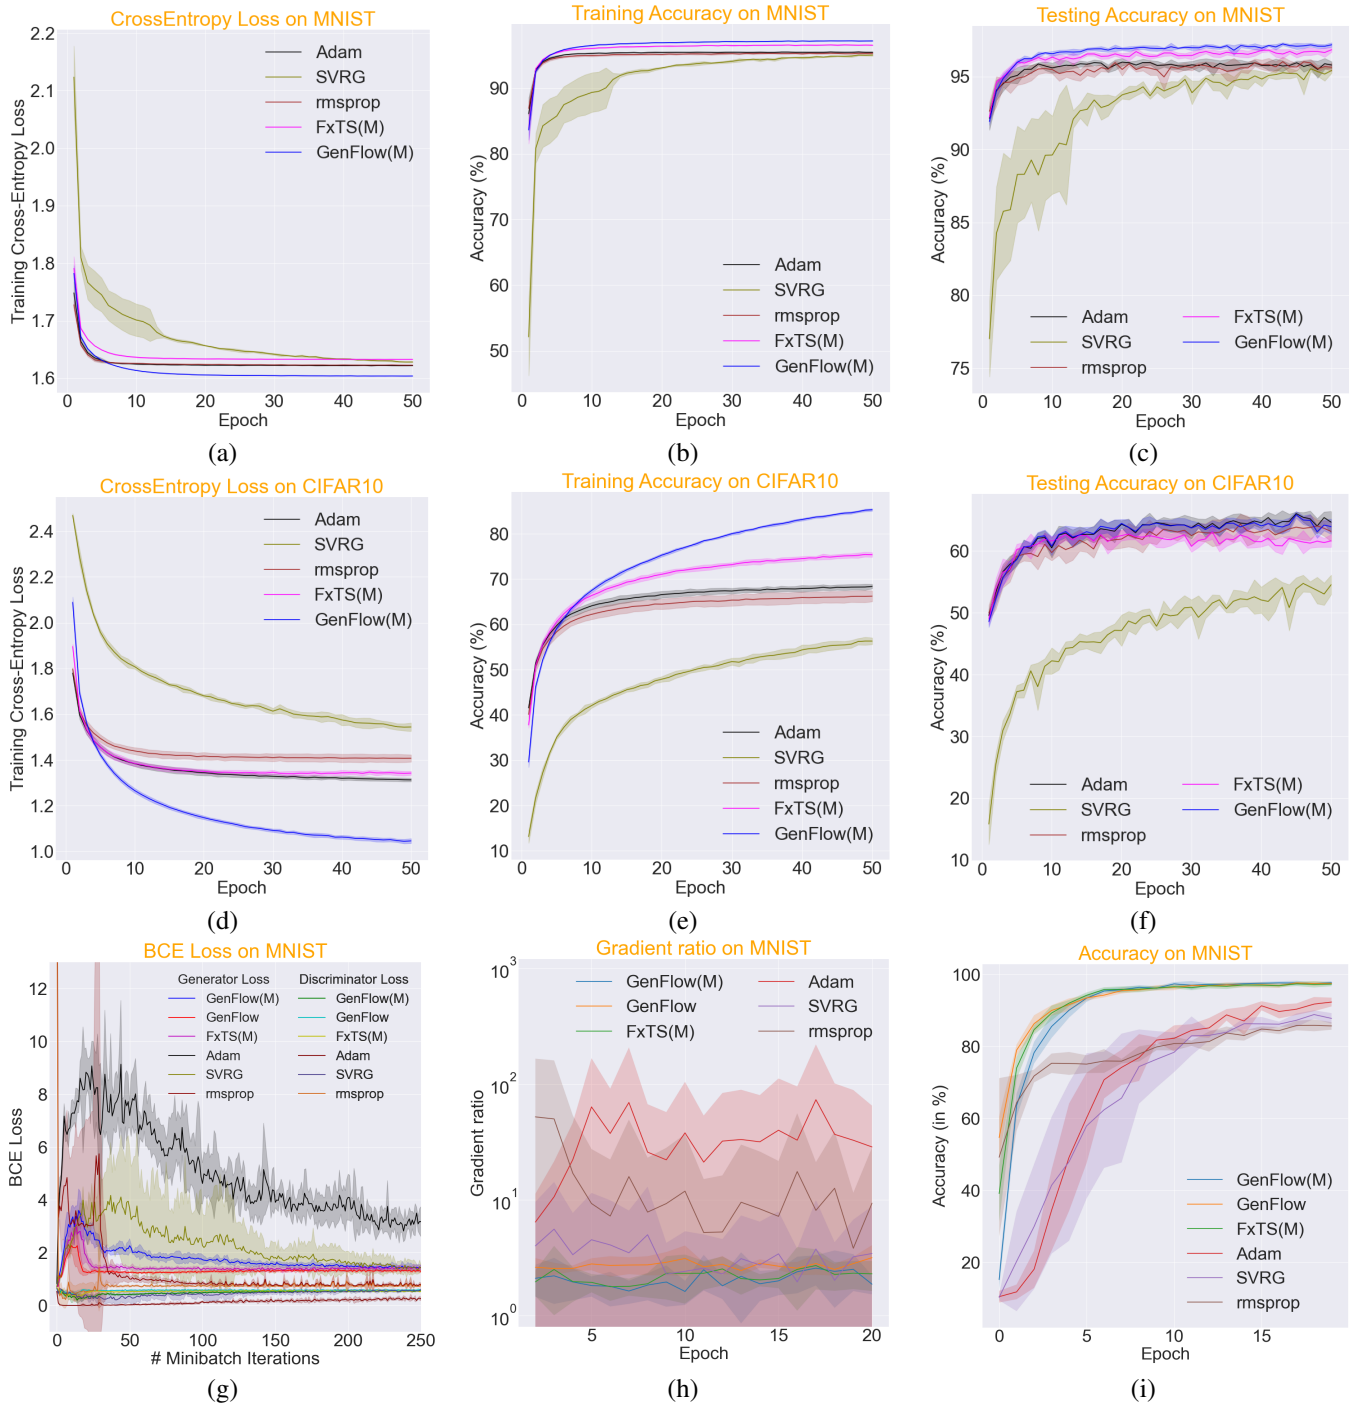 CrossEntropy Loss on MNIST
2.2
2.1
2.0
1.9
1.8
1.7
1.6
Training Cross-Entropy Loss
0 10 20 30 40 50
Epoch
Adam
SVRG
rmsprop
FxTS(M)
GenFlow(M)
(a)
Training Accuracy on MNIST
90
80
70
60
50
Accuracy (%)
0 10 20 30 40 50
Epoch
Adam
SVRG
rmsprop
FxTS(M)
GenFlow(M)
(b)
Testing Accuracy on MNIST
95
90
85
80
75
Accuracy (%)
0 10 20 30 40 50
Epoch
Adam FxTS(M)
SVRG GenFlow(M)
rmsprop
(c)
CrossEntropy Loss on CIFAR10
2.4
2.2
2.0
1.8
1.6
1.4
1.2
1.0
Training Cross-Entropy Loss
0 10 20 30 40 50
Epoch
Adam
SVRG
rmsprop
FxTS(M)
GenFlow(M)
(d)
Training Accuracy on CIFAR10
80
70
60
50
40
30
20
10
Accuracy (%)
0 10 20 30 40 50
Epoch
Adam
SVRG
rmsprop
FxTS(M)
GenFlow(M)
(e)
Testing Accuracy on CIFAR10
60
50
40
30
20
10
Accuracy (%)
0 10 20 30 40 50
Epoch
Adam FxTS(M)
SVRG GenFlow(M)
rmsprop
(f)
BCE Loss on MNIST
12
10
8
6
4
2
0
BCE Loss
0 50 100 150 200 250
# Minibatch Iterations
Generator Loss Discriminator Loss
GenFlow(M) GenFlow(M)
GenFlow GenFlow
FxTS(M) FxTS(M)
Adam Adam
SVRG SVRG
rmsprop rmsprop
(g)
Gradient ratio on MNIST
10³
10²
10¹
10⁰
Gradient ratio
5 10 15 20
Epoch
GenFlow(M) Adam
GenFlow SVRG
FxTS(M) rmsprop
(h)
Accuracy on MNIST
100
80
60
40
20
Accuracy (in %)
0 5 10 15
Epoch
GenFlow(M)
GenFlow
FxTS(M)
Adam
SVRG
rmsprop
(i)